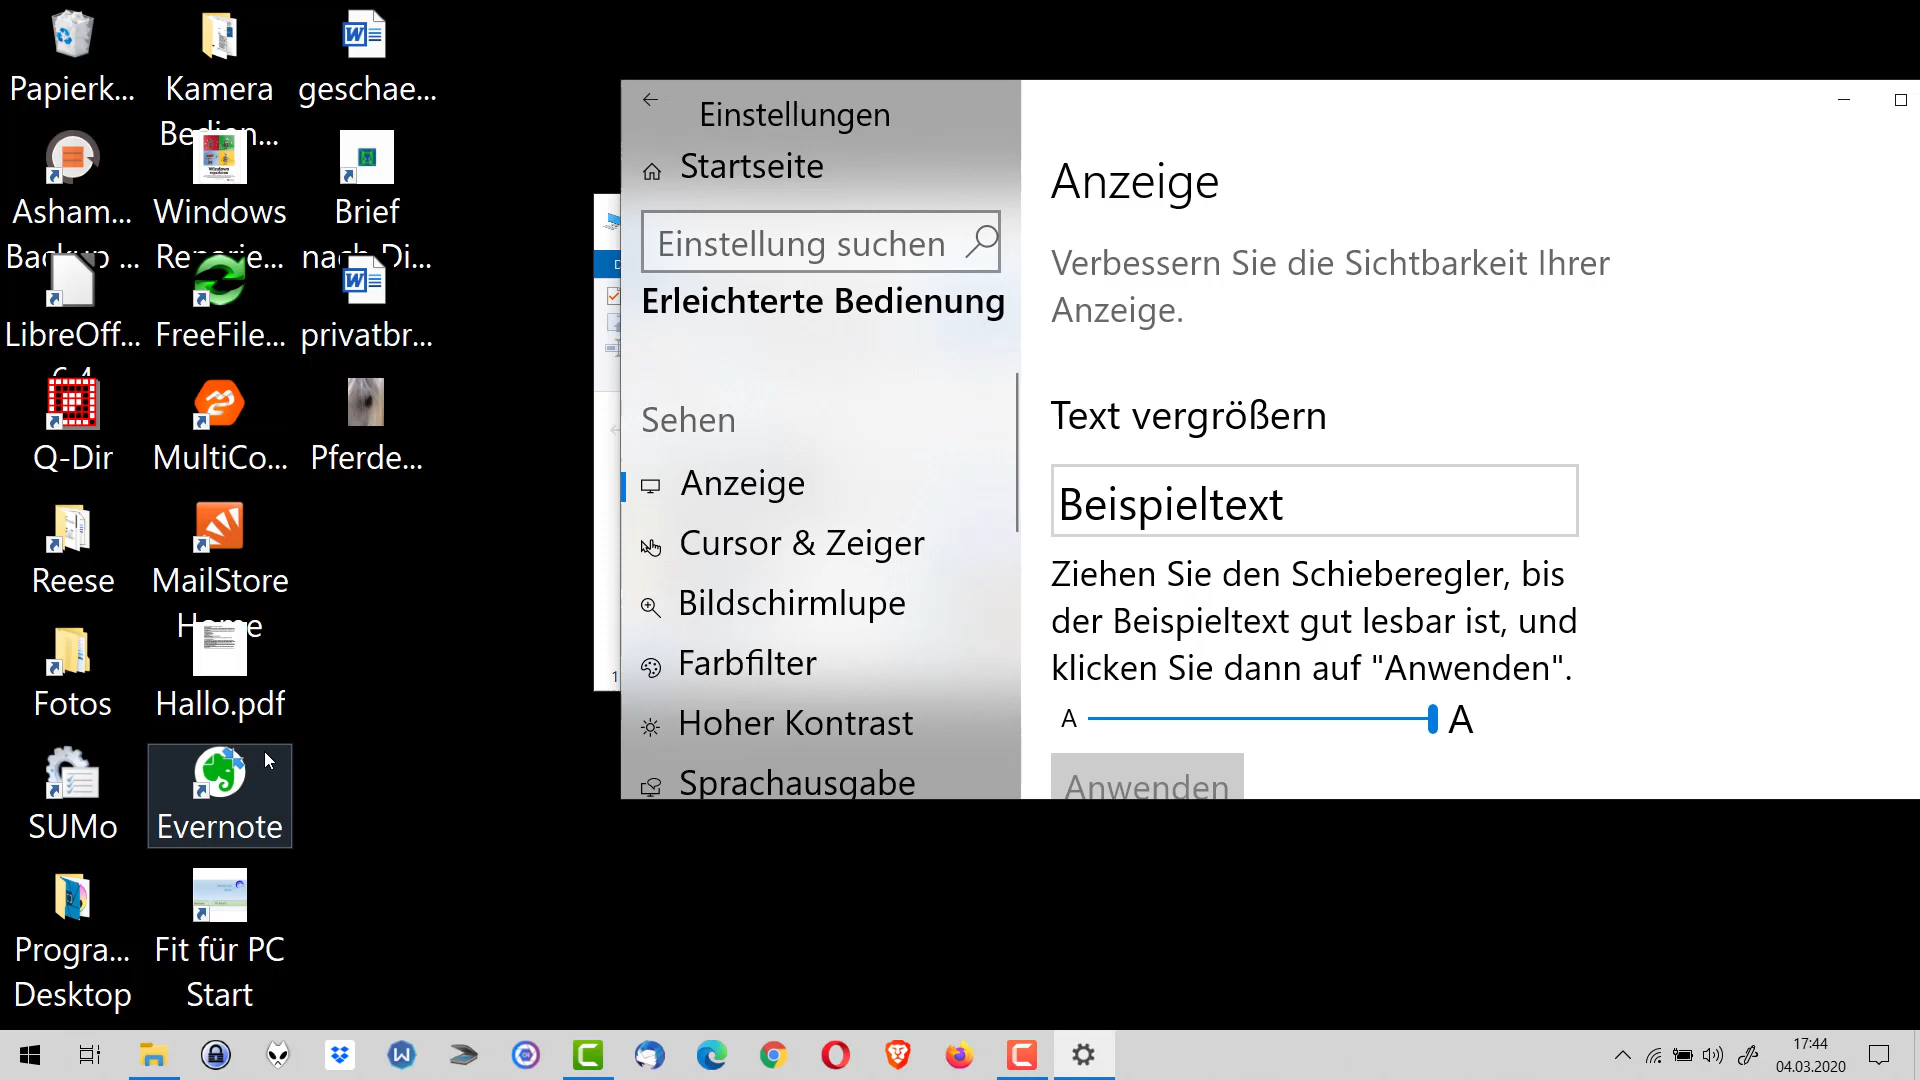 Papierk...
Kamera
Bedien...
geschae...
Asham...
Backup ...
Windows
Reparie...
Brief
nach Di...
LibreOff...
6.4
FreeFile...
privatbr...
Q-Dir
MultiCo...
Pferde...
Reese
MailStore
Home
Fotos
Hallo.pdf
SUMo
Evernote
Progra...
Desktop
Fit für PC
Start
Einstellungen
Startseite
Einstellung suchen
Erleichterte Bedienung
Sehen
Anzeige
Cursor & Zeiger
Bildschirmlupe
Farbfilter
Hoher Kontrast
Sprachausgabe
Anzeige
Verbessern Sie die Sichtbarkeit Ihrer
Anzeige.
Text vergrößern
Beispieltext
Ziehen Sie den Schieberegler, bis
der Beispieltext gut lesbar ist, und
klicken Sie dann auf "Anwenden".
A A
Anwenden
17:44
04.03.2020